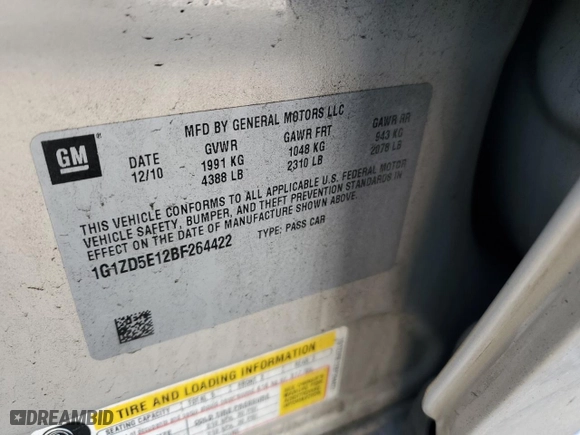 MFD BY GENERAL MOTORS LLC
GM
DATE GVWR GAWR FRT GAWR RR
12/10 1991 KG 1048 KG 943 KG
4388 LB 2310 LB 2078 LB
THIS VEHICLE CONFORMS TO ALL APPLICABLE U.S. FEDERAL MOTOR
VEHICLE SAFETY, BUMPER, AND THEFT PREVENTION STANDARDS IN
EFFECT ON THE DATE OF MANUFACTURE SHOWN ABOVE.
1G1ZD5E12BF264422 TYPE: PASS CAR
TIRE AND LOADING INFORMATION
SEATING CAPACITY
DREAMBID